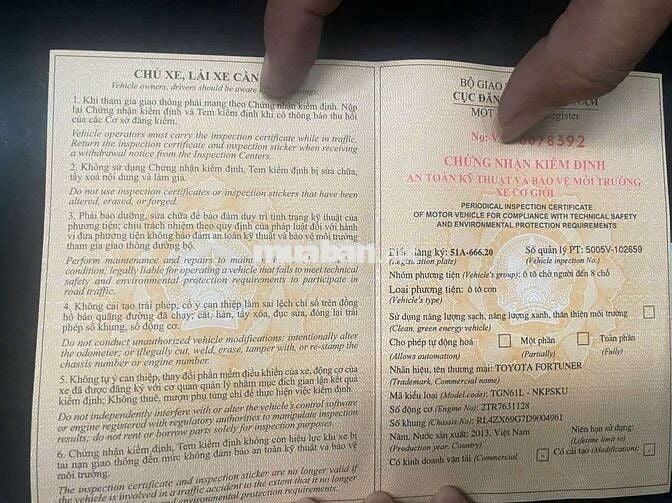 CHỦ XE, LÁI XE CẦN
Vehicle owners, drivers should be aware
1. Khi tham gia giao thông phải mang theo Chứng nhận kiểm định. Nộp
lại Chứng nhận kiểm định và Tem kiểm định khi có thông báo thu hồi
của các Cơ sở đăng kiểm.
Vehicle operators must carry the inspection certificate while in traffic.
Return the inspection certificate and inspection sticker when receiving
a withdrawal notice from the Inspection Centers.
2. Không sử dụng Chứng nhận kiểm định, Tem kiểm định bị sửa chữa,
tẩy xoá nội dung và làm giả.
Do not use inspection certificates or inspection stickers that have been
altered, erased, or forged.
3. Phải bảo dưỡng, sửa chữa để bảo đảm duy trì tình trạng kỹ thuật của
phương tiện; chịu trách nhiệm theo quy định của pháp luật đối với hành
vi đưa phương tiện không bảo đảm an toàn kỹ thuật và bảo vệ môi trường
tham gia giao thông đường bộ.
Perform maintenance and repairs to maintain
condition, legally liable for operating a vehicle that fails to meet technical
safety and environmental protection requirements to participate in
road traffic.
4. Không cải tạo trái phép; cố ý can thiệp làm sai lệch chỉ số trên đồng
hồ báo quãng đường đã chạy; cắt, hàn, tẩy xóa, đục sửa, đóng lại trái
phép số khung, số động cơ.
Do not conduct unauthorized vehicle modifications; intentionally alter
the odometer; or illegally cut, weld, erase, tamper with, or re-stamp the
chassis number or engine number.
5. Không tự ý can thiệp, thay đổi phần mềm điều khiển của xe, động cơ của
xe đã được đăng ký với cơ quan quản lý nhằm mục đích gian lận kết quả
kiểm định; Không thuê, mượn phụ tùng chỉ để thực hiện việc kiểm định.
Do not independently interfere with or alter the vehicle's control software
or engine registered with regulatory authorities to manipulate inspection
results; do not rent or borrow parts solely for inspection purposes.
6. Chứng nhận kiểm định, Tem kiểm định không còn hiệu lực khi xe bị
tai nạn giao thông đến mức không đảm bảo an toàn kỹ thuật và bảo vệ
môi trường.
The inspection certificate and inspection sticker are no longer valid if
the vehicle is involved in a traffic accident to the extent that it no longer
environmental protection requirements.
BỘ GIAO
CỤC ĐĂN NAM
MOT register
No: 6678392
CHỨNG NHẬN KIỂM ĐỊNH
AN TOÀN KỸ THUẬT VÀ BẢO VỆ MÔI TRƯỜNG
XE CƠ GIỚI
PERIODICAL INSPECTION CERTIFICATE
OF MOTOR VEHICLE FOR COMPLIANCE WITH TECHNICAL SAFETY
AND ENVIRONMENTAL PROTECTION REQUIREMENTS
Biển đăng ký: 51A-666.20 Số quản lý PT: 5005V-102659
(Registration plate) (Vehicle inspection No.)
Nhóm phương tiện (Vehicle's group): ô tô chở người đến 8 chỗ
Loại phương tiện: ô tô con
(Vehicle's type)
Sử dụng năng lượng sạch, năng lượng xanh, thân thiện môi trường
(Clean, green energy vehicle)
Cho phép tự động hoá Một phần Toàn phần
(Allows automation) (Partially) (Fully)
Nhãn hiệu, tên thương mại: TOYOTA FORTUNER
(Trademark, Commercial name)
Mã kiểu loại (Model code): TGN61L - NKPSKU
Số động cơ (Engine No): 2TR7631128
Số khung (Chassis No): RL4ZX69G7D9004961
Năm, Nước sản xuất: 2013, Việt Nam Niên hạn sử dụng:
(Production year, Country) (Lifetime limit to)
Có kinh doanh vận tải (Commercial Có cải tạo (Modification)
muaban